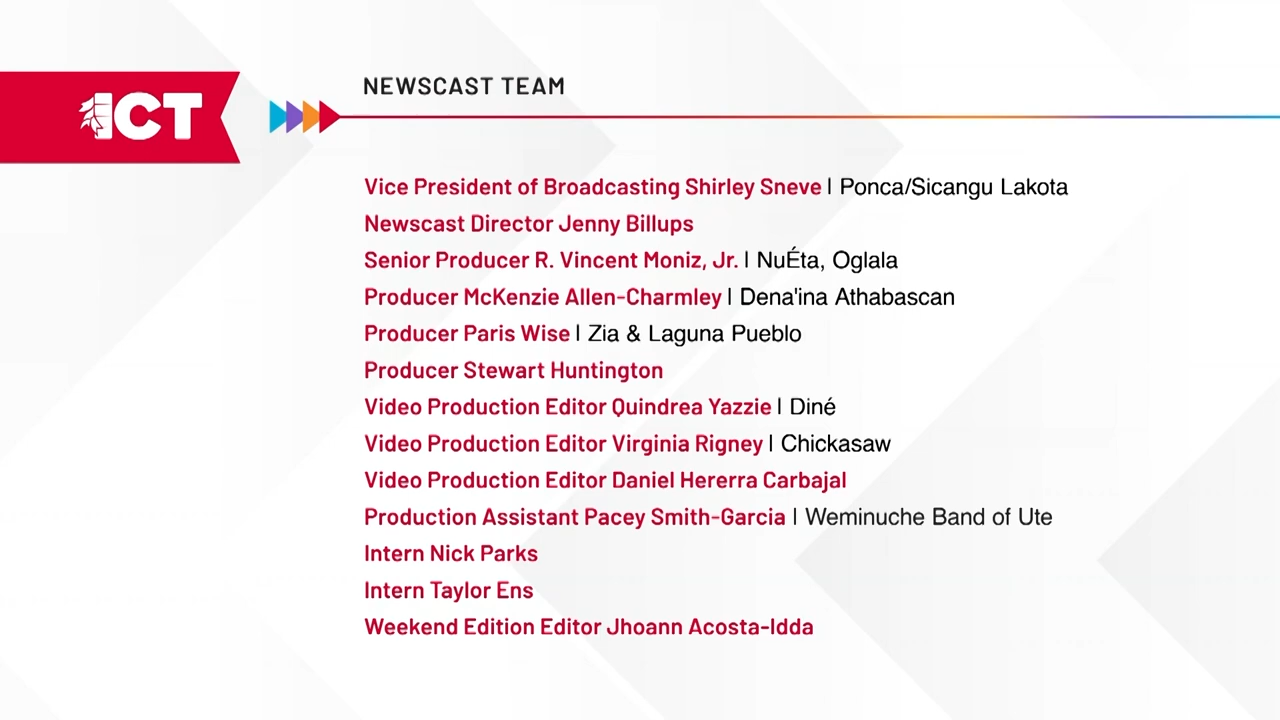 ICT
NEWSCAST TEAM
Vice President of Broadcasting Shirley Sneve | Ponca/Sicangu Lakota
Newscast Director Jenny Billups
Senior Producer R. Vincent Moniz, Jr. | NuÉta, Oglala
Producer McKenzie Allen-Charmley | Dena'ina Athabascan
Producer Paris Wise | Zia & Laguna Pueblo
Producer Stewart Huntington
Video Production Editor Quindrea Yazzie | Diné
Video Production Editor Virginia Rigney | Chickasaw
Video Production Editor Daniel Hererra Carbajal
Production Assistant Pacey Smith-Garcia | Weminuche Band of Ute
Intern Nick Parks
Intern Taylor Ens
Weekend Edition Editor Jhoann Acosta-Idda